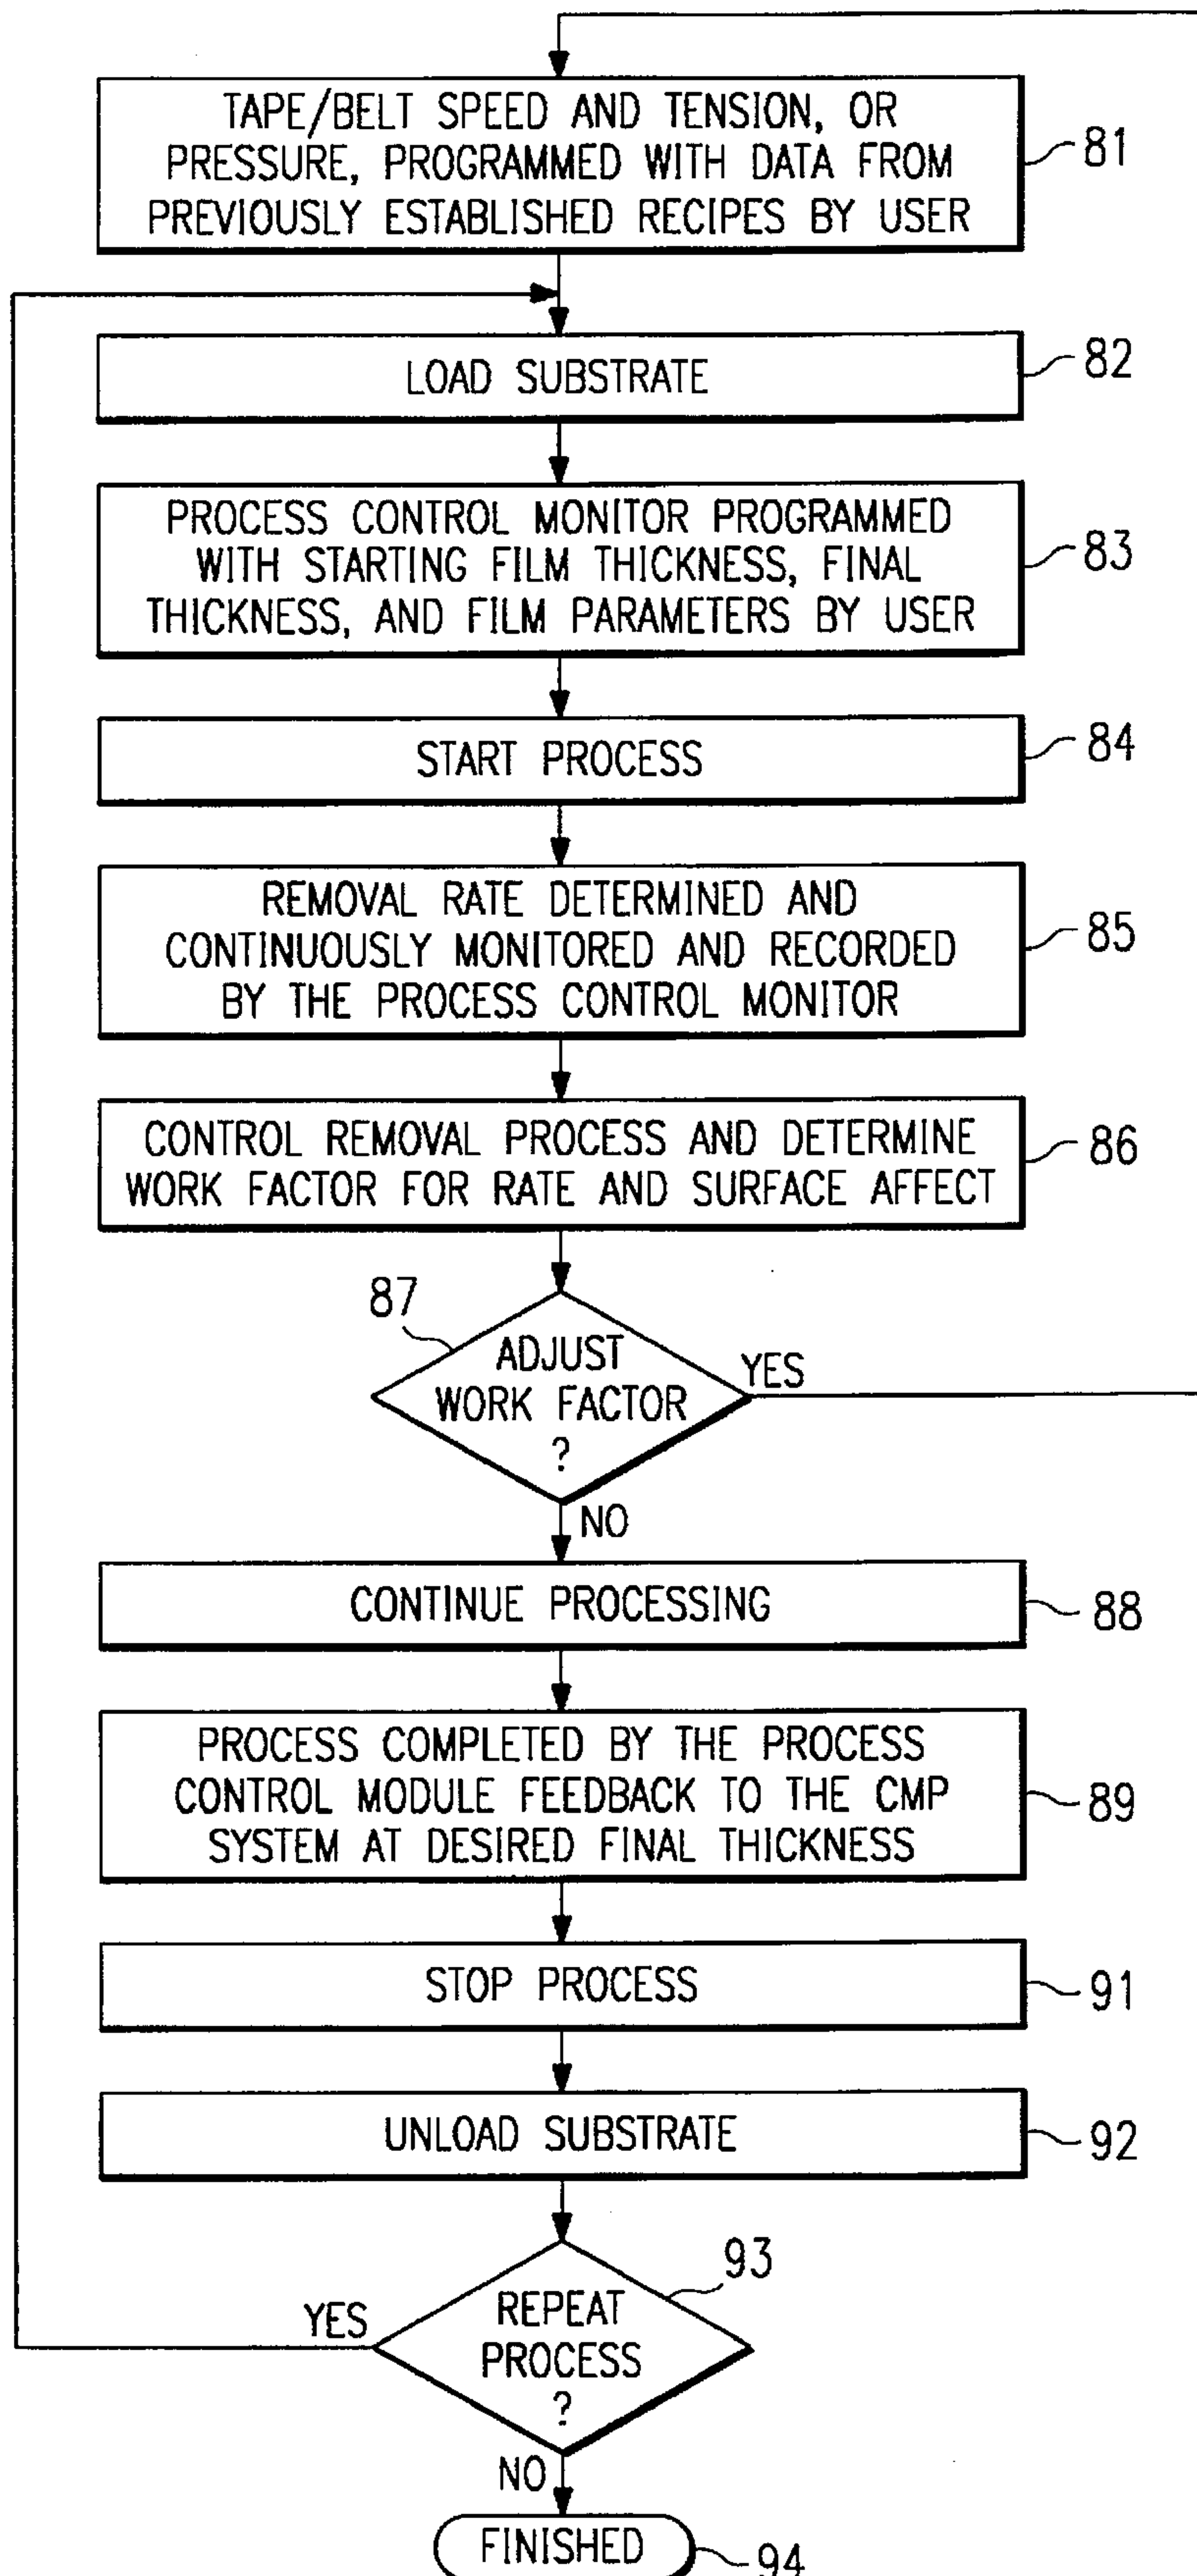 TAPE/BELT SPEED AND TENSION, OR
PRESSURE, PROGRAMMED WITH DATA FROM
PREVIOUSLY ESTABLISHED RECIPES BY USER
81
LOAD SUBSTRATE
82
PROCESS CONTROL MONITOR PROGRAMMED
WITH STARTING FILM THICKNESS, FINAL
THICKNESS, AND FILM PARAMETERS BY USER
83
START PROCESS
84
REMOVAL RATE DETERMINED AND
CONTINUOUSLY MONITORED AND RECORDED
BY THE PROCESS CONTROL MONITOR
85
CONTROL REMOVAL PROCESS AND DETERMINE
WORK FACTOR FOR RATE AND SURFACE AFFECT
86
87
ADJUST
WORK FACTOR
?
YES
NO
CONTINUE PROCESSING
88
PROCESS COMPLETED BY THE PROCESS
CONTROL MODULE FEEDBACK TO THE CMP
SYSTEM AT DESIRED FINAL THICKNESS
89
STOP PROCESS
91
UNLOAD SUBSTRATE
92
93
YES
REPEAT
PROCESS
?
NO
FINISHED
94